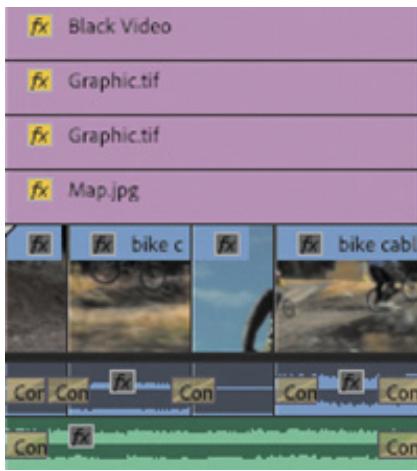 fx Black Video
fx Graphic.tif
fx Graphic.tif
fx Map.jpg
fx fx bike c fx fx bike cabl
Con Con fx Con Con fx Con
Con fx Con